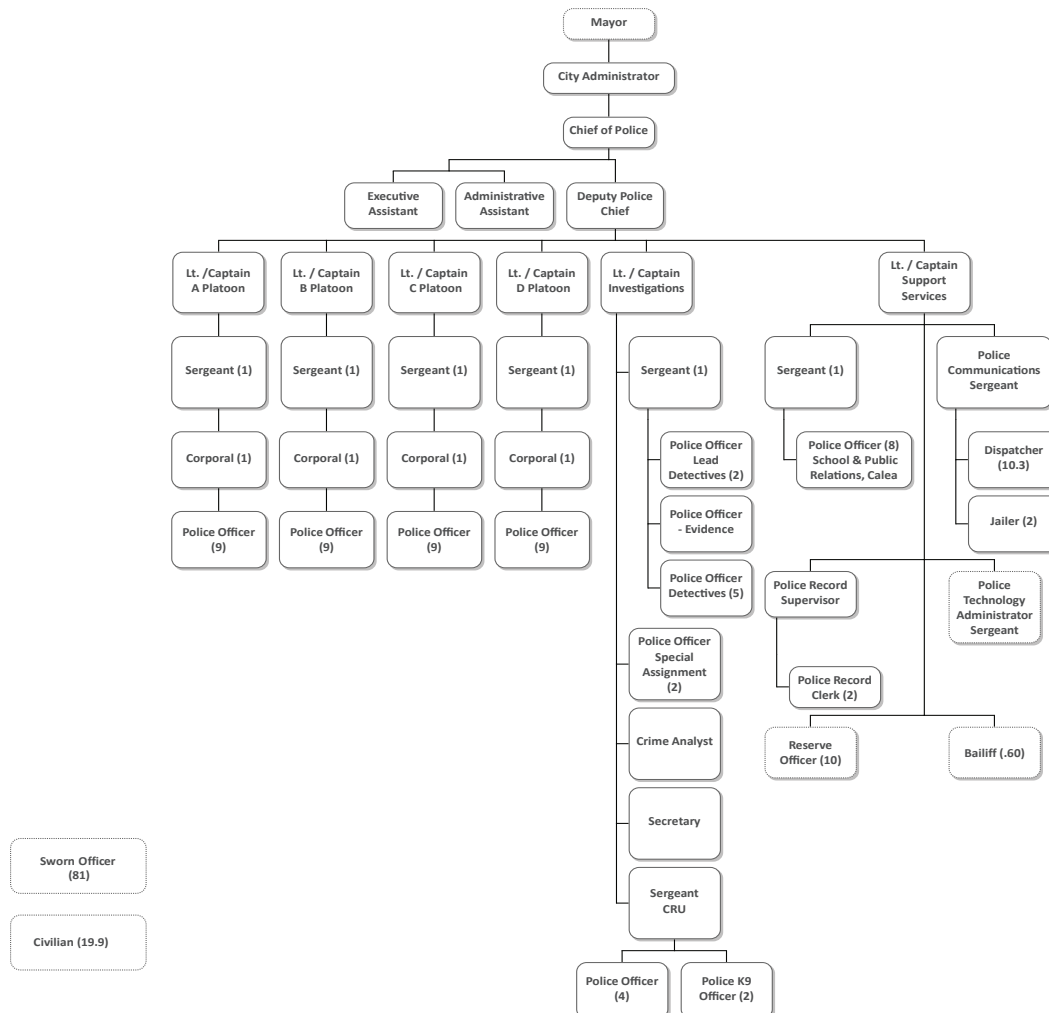 Mayor
City Administrator
Chief of Police
Executive
Assistant
Administrative
Assistant
Deputy Police
Chief
Lt. /Captain
A Platoon
Lt. / Captain
B Platoon
Lt. / Captain
C Platoon
Lt. / Captain
D Platoon
Lt. / Captain
Investigations
Lt. / Captain
Support
Services
Sergeant (1)
Sergeant (1)
Sergeant (1)
Sergeant (1)
Sergeant (1)
Sergeant (1)
Police
Communications
Sergeant
Corporal (1)
Corporal (1)
Corporal (1)
Corporal (1)
Police Officer
Lead
Detectives (2)
Police Officer (8)
School & Public
Relations, Calea
Dispatcher
(10.3)
Police Officer
(9)
Police Officer
(9)
Police Officer
(9)
Police Officer
(9)
Police Officer
- Evidence
Jailer (2)
Police Officer
Detectives (5)
Police Record
Supervisor
Police
Technology
Administrator
Sergeant
Police Officer
Special
Assignment
(2)
Police Record
Clerk (2)
Crime Analyst
Reserve
Officer (10)
Bailiff (.60)
Secretary
Sworn Officer
(81)
Sergeant
CRU
Civilian (19.9)
Police Officer
(4)
Police K9
Officer (2)